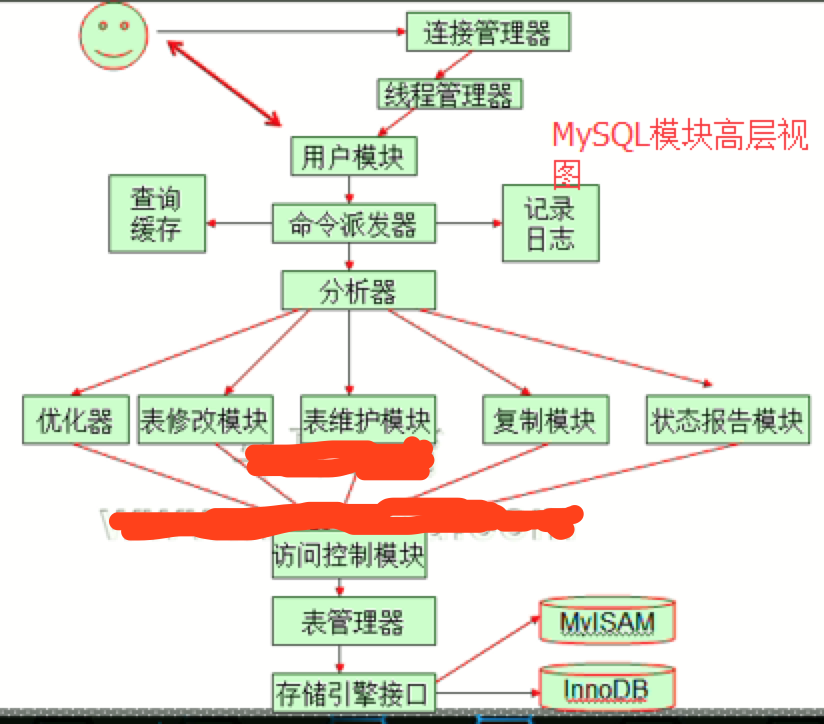 连接管理器
线程管理器
MySQL模块高层视
图
用户模块
查询
缓存
命令派发器
记录
日志
分析器
优化器
表修改模块
表维护模块
复制模块
状态报告模块
访问控制模块
表管理器
MyISAM
存储引擎接口
InnoDB